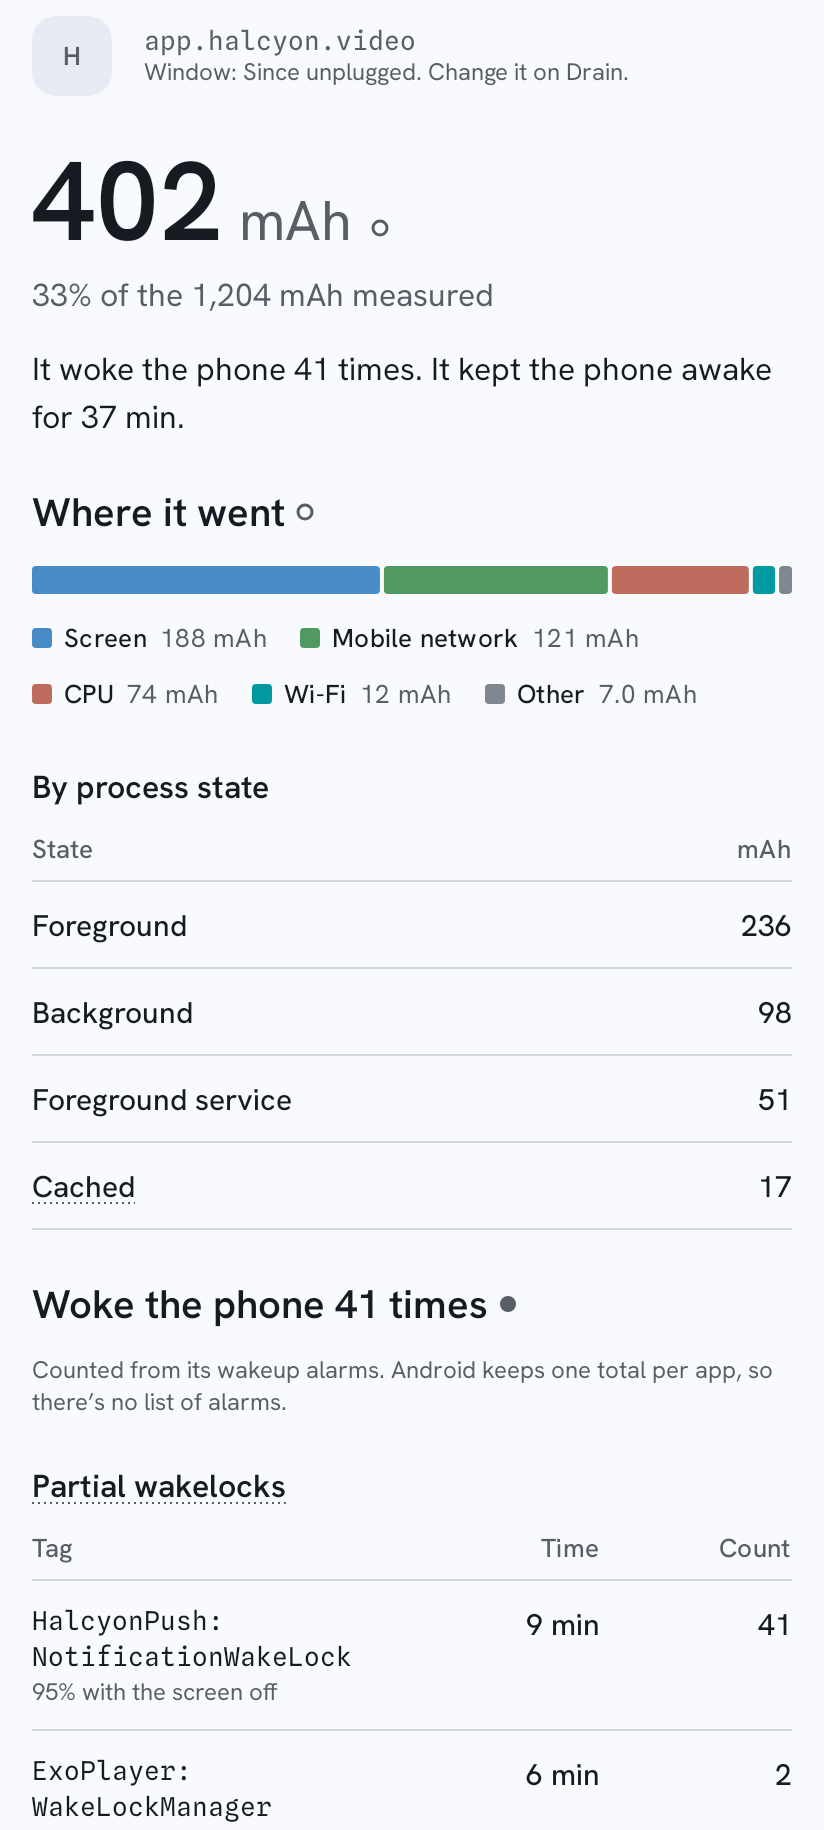 H
app.halcyon.video
Window: Since unplugged. Change it on Drain.
402 mAh
33% of the 1,204 mAh measured
It woke the phone 41 times. It kept the phone awake
for 37 min.
Where it went
Screen 188 mAh Mobile network 121 mAh
CPU 74 mAh Wi-Fi 12 mAh Other 7.0 mAh
By process state
State mAh
Foreground 236
Background 98
Foreground service 51
Cached 17
Woke the phone 41 times
Counted from its wakeup alarms. Android keeps one total per app, so
there’s no list of alarms.
Partial wakelocks
Tag Time Count
HalcyonPush: 9 min 41
NotificationWakeLock
95% with the screen off
ExoPlayer: 6 min 2
WakeLockManager